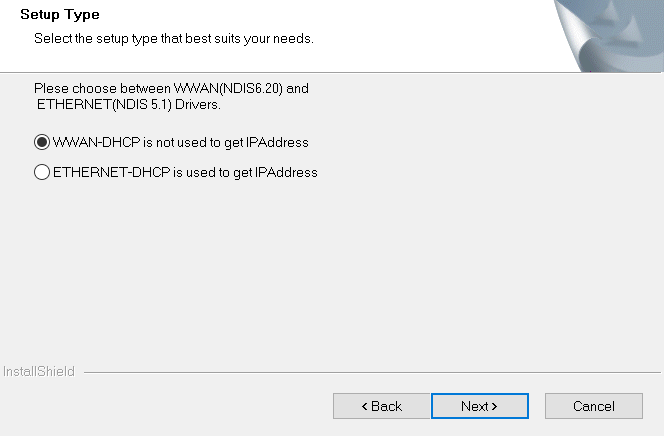 Setup Type
Select the setup type that best suits your needs.
Plese choose between WWAN(NDIS6.20) and
ETHERNET(NDIS 5.1) Drivers.
WWAN-DHCP is not used to get IPAddress
ETHERNET-DHCP is used to get IPAddress
InstallShield
< Back Next > Cancel